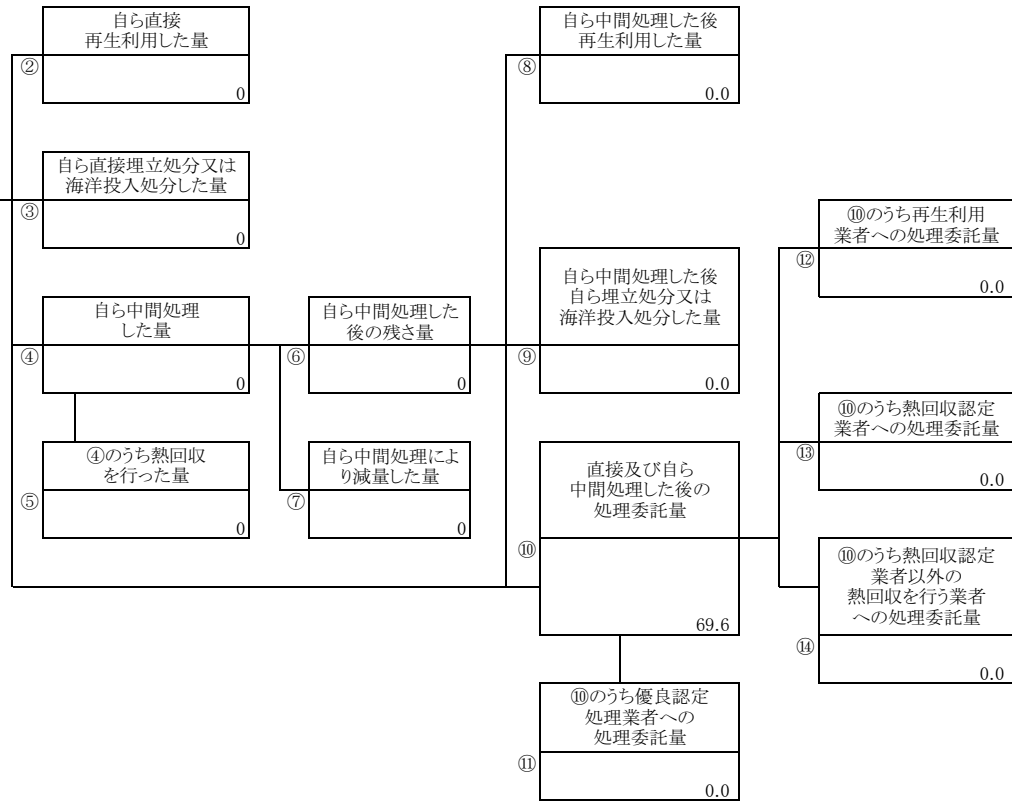 自ら直接
再生利用した量
②
0
自ら中間処理した後
再生利用した量
⑧
0.0
自ら直接埋立処分又は
海洋投入処分した量
③
0
⑩のうち再生利用
業者への処理委託量
⑫
0.0
自ら中間処理
した量
④
0
自ら中間処理した
後の残さ量
⑥
0
自ら中間処理した後
自ら埋立処分又は
海洋投入処分した量
⑨
0.0
⑩のうち熱回収認定
業者への処理委託量
⑬
0.0
④のうち熱回収
を行った量
⑤
0
自ら中間処理によ
り減量した量
⑦
0
直接及び自ら
中間処理した後の
処理委託量
⑩
69.6
⑩のうち熱回収認定
業者以外の
熱回収を行う業者
への処理委託量
⑭
0.0
⑩のうち優良認定
処理業者への
処理委託量
⑪
0.0